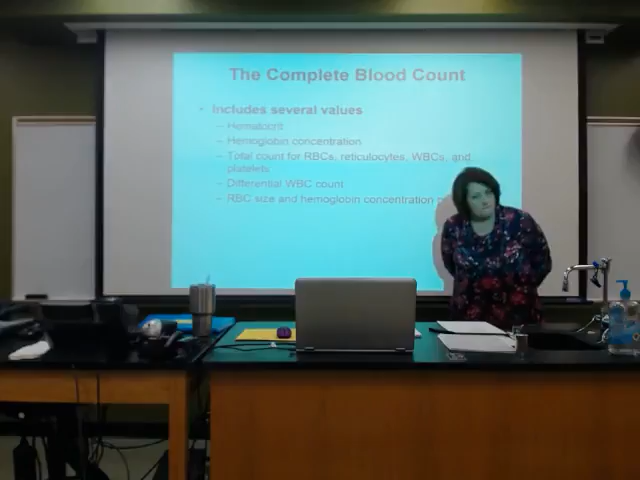 The Complete Blood Count
• Includes several values
– Hematocrit
– Hemoglobin concentration
– Total count for RBCs, reticulocytes, WBCs, and
platelets
– Differential WBC count
– RBC size and hemoglobin concentration